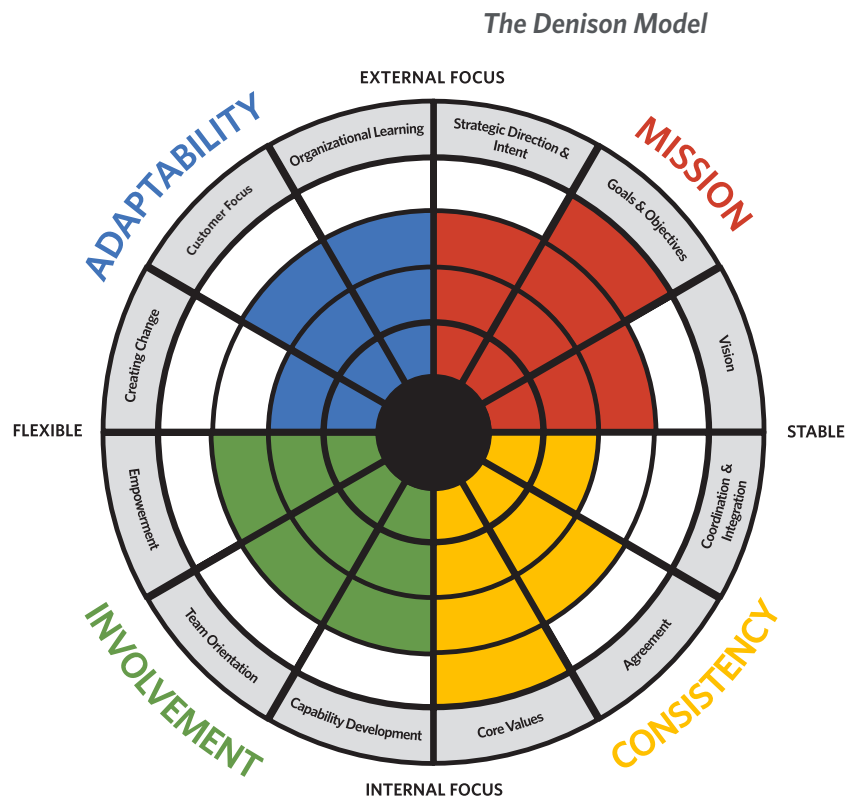 The Denison Model
EXTERNAL FOCUS
ADAPTABILITY
MISSION
Organizational Learning
Strategic Direction &
Intent
Customer Focus
Goals & Objectives
Creating Change
Vision
FLEXIBLE
STABLE
Empowerment
Coordination &
Integration
Team Orientation
Agreement
Capability Development
Core Values
INVOLVEMENT
CONSISTENCY
INTERNAL FOCUS